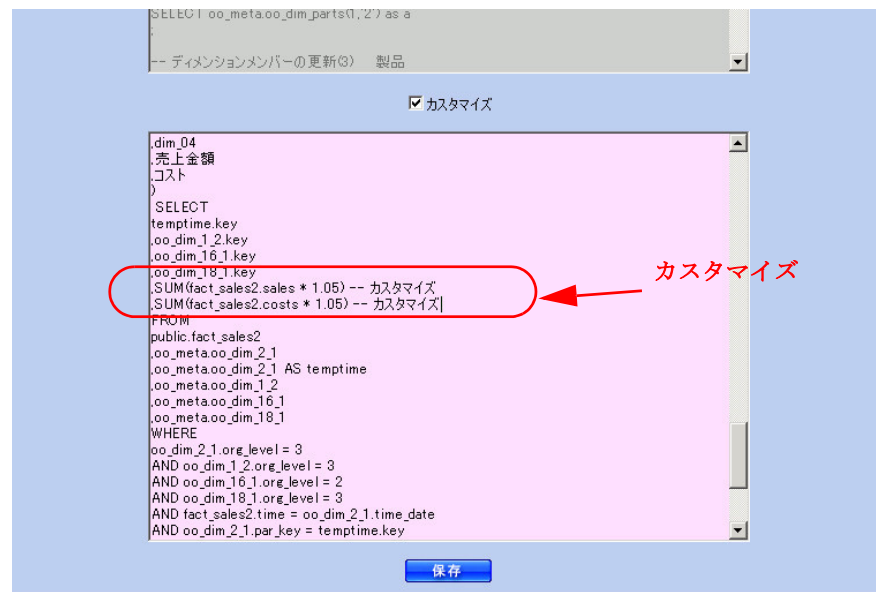 SELECT oo_meta.oo_dim_parts(1,'2') as a
;
-- ディメンションメンバーの更新(3) 製品
カスタマイズ
,dim_04
,売上金額
,コスト
)
SELECT
temptime.key
,oo_dim_1_2.key
,oo_dim_16_1.key
,oo_dim_18_1.key
,SUM(fact_sales2.sales * 1.05) -- カスタマイズ
,SUM(fact_sales2.costs * 1.05) -- カスタマイズ
カスタマイズ
FROM
public.fact_sales2
,oo_meta.oo_dim_2_1
,oo_meta.oo_dim_2_1 AS temptime
,oo_meta.oo_dim_1_2
,oo_meta.oo_dim_16_1
,oo_meta.oo_dim_18_1
WHERE
oo_dim_2_1.org_level = 3
AND oo_dim_1_2.org_level = 3
AND oo_dim_16_1.org_level = 2
AND oo_dim_18_1.org_level = 3
AND fact_sales2.time = oo_dim_2_1.time_date
AND oo_dim_2_1.par_key = temptime.key
保存